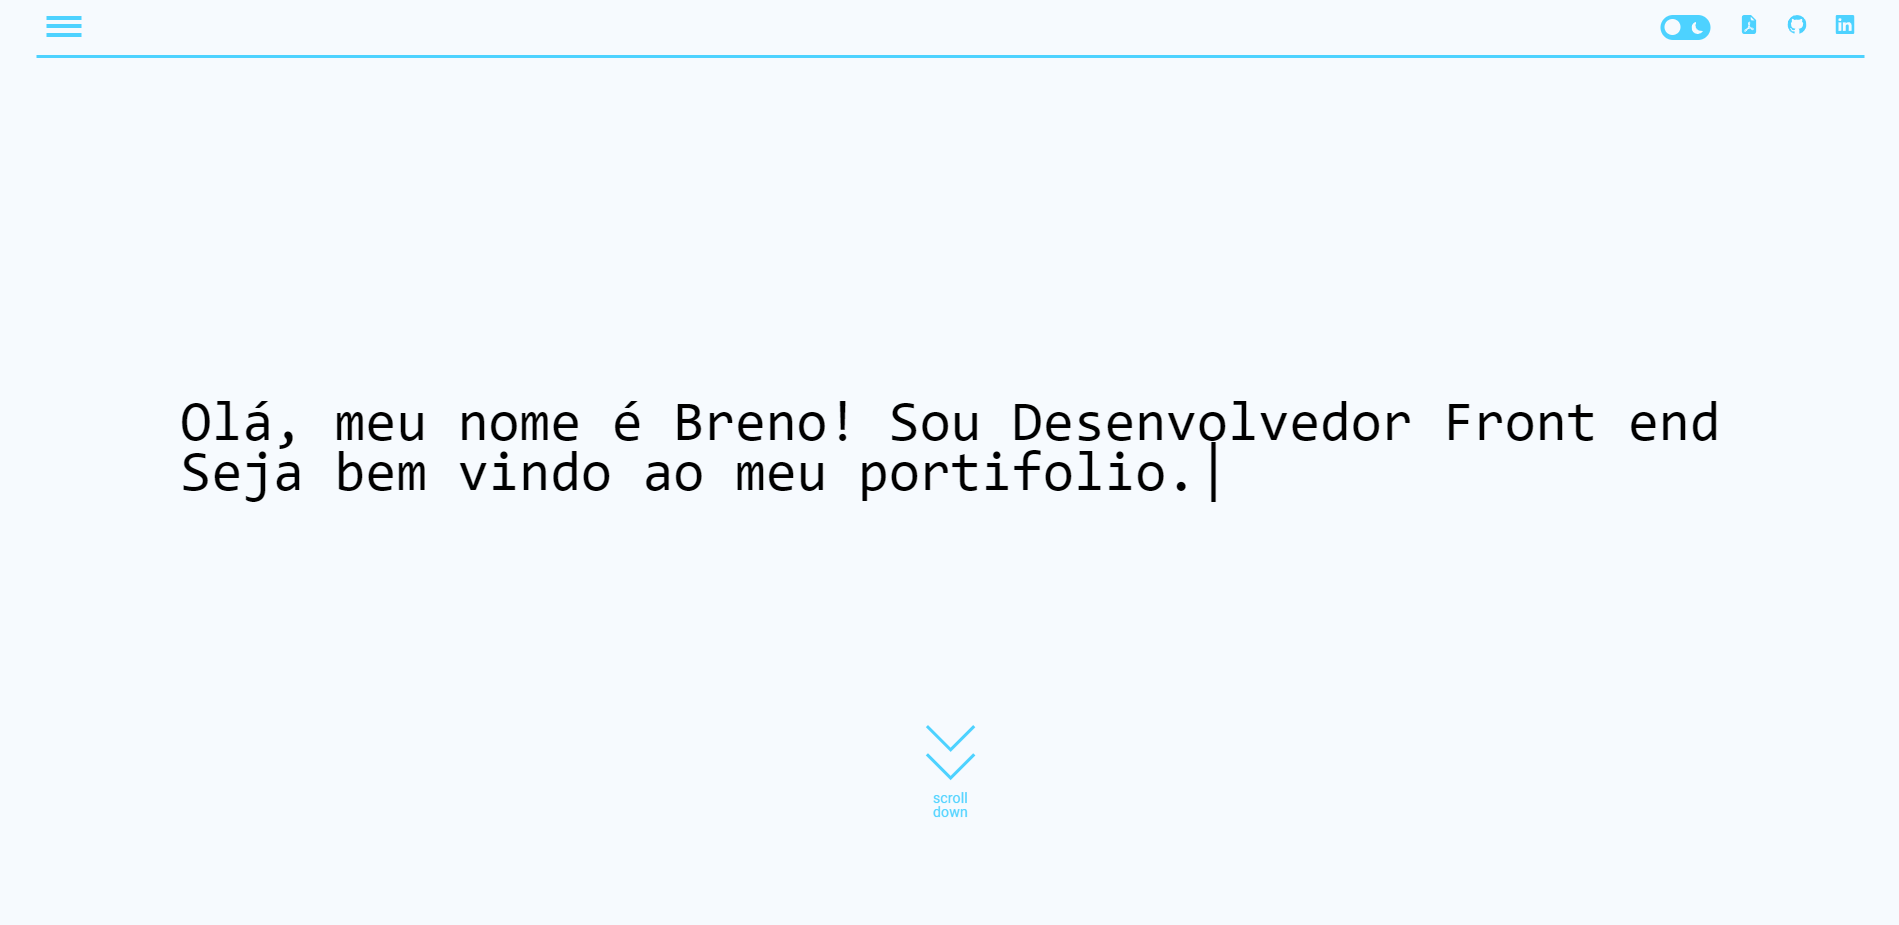 Olá, meu nome é Breno! Sou Desenvolvedor Front end
Seja bem vindo ao meu portifolio.
scroll
down